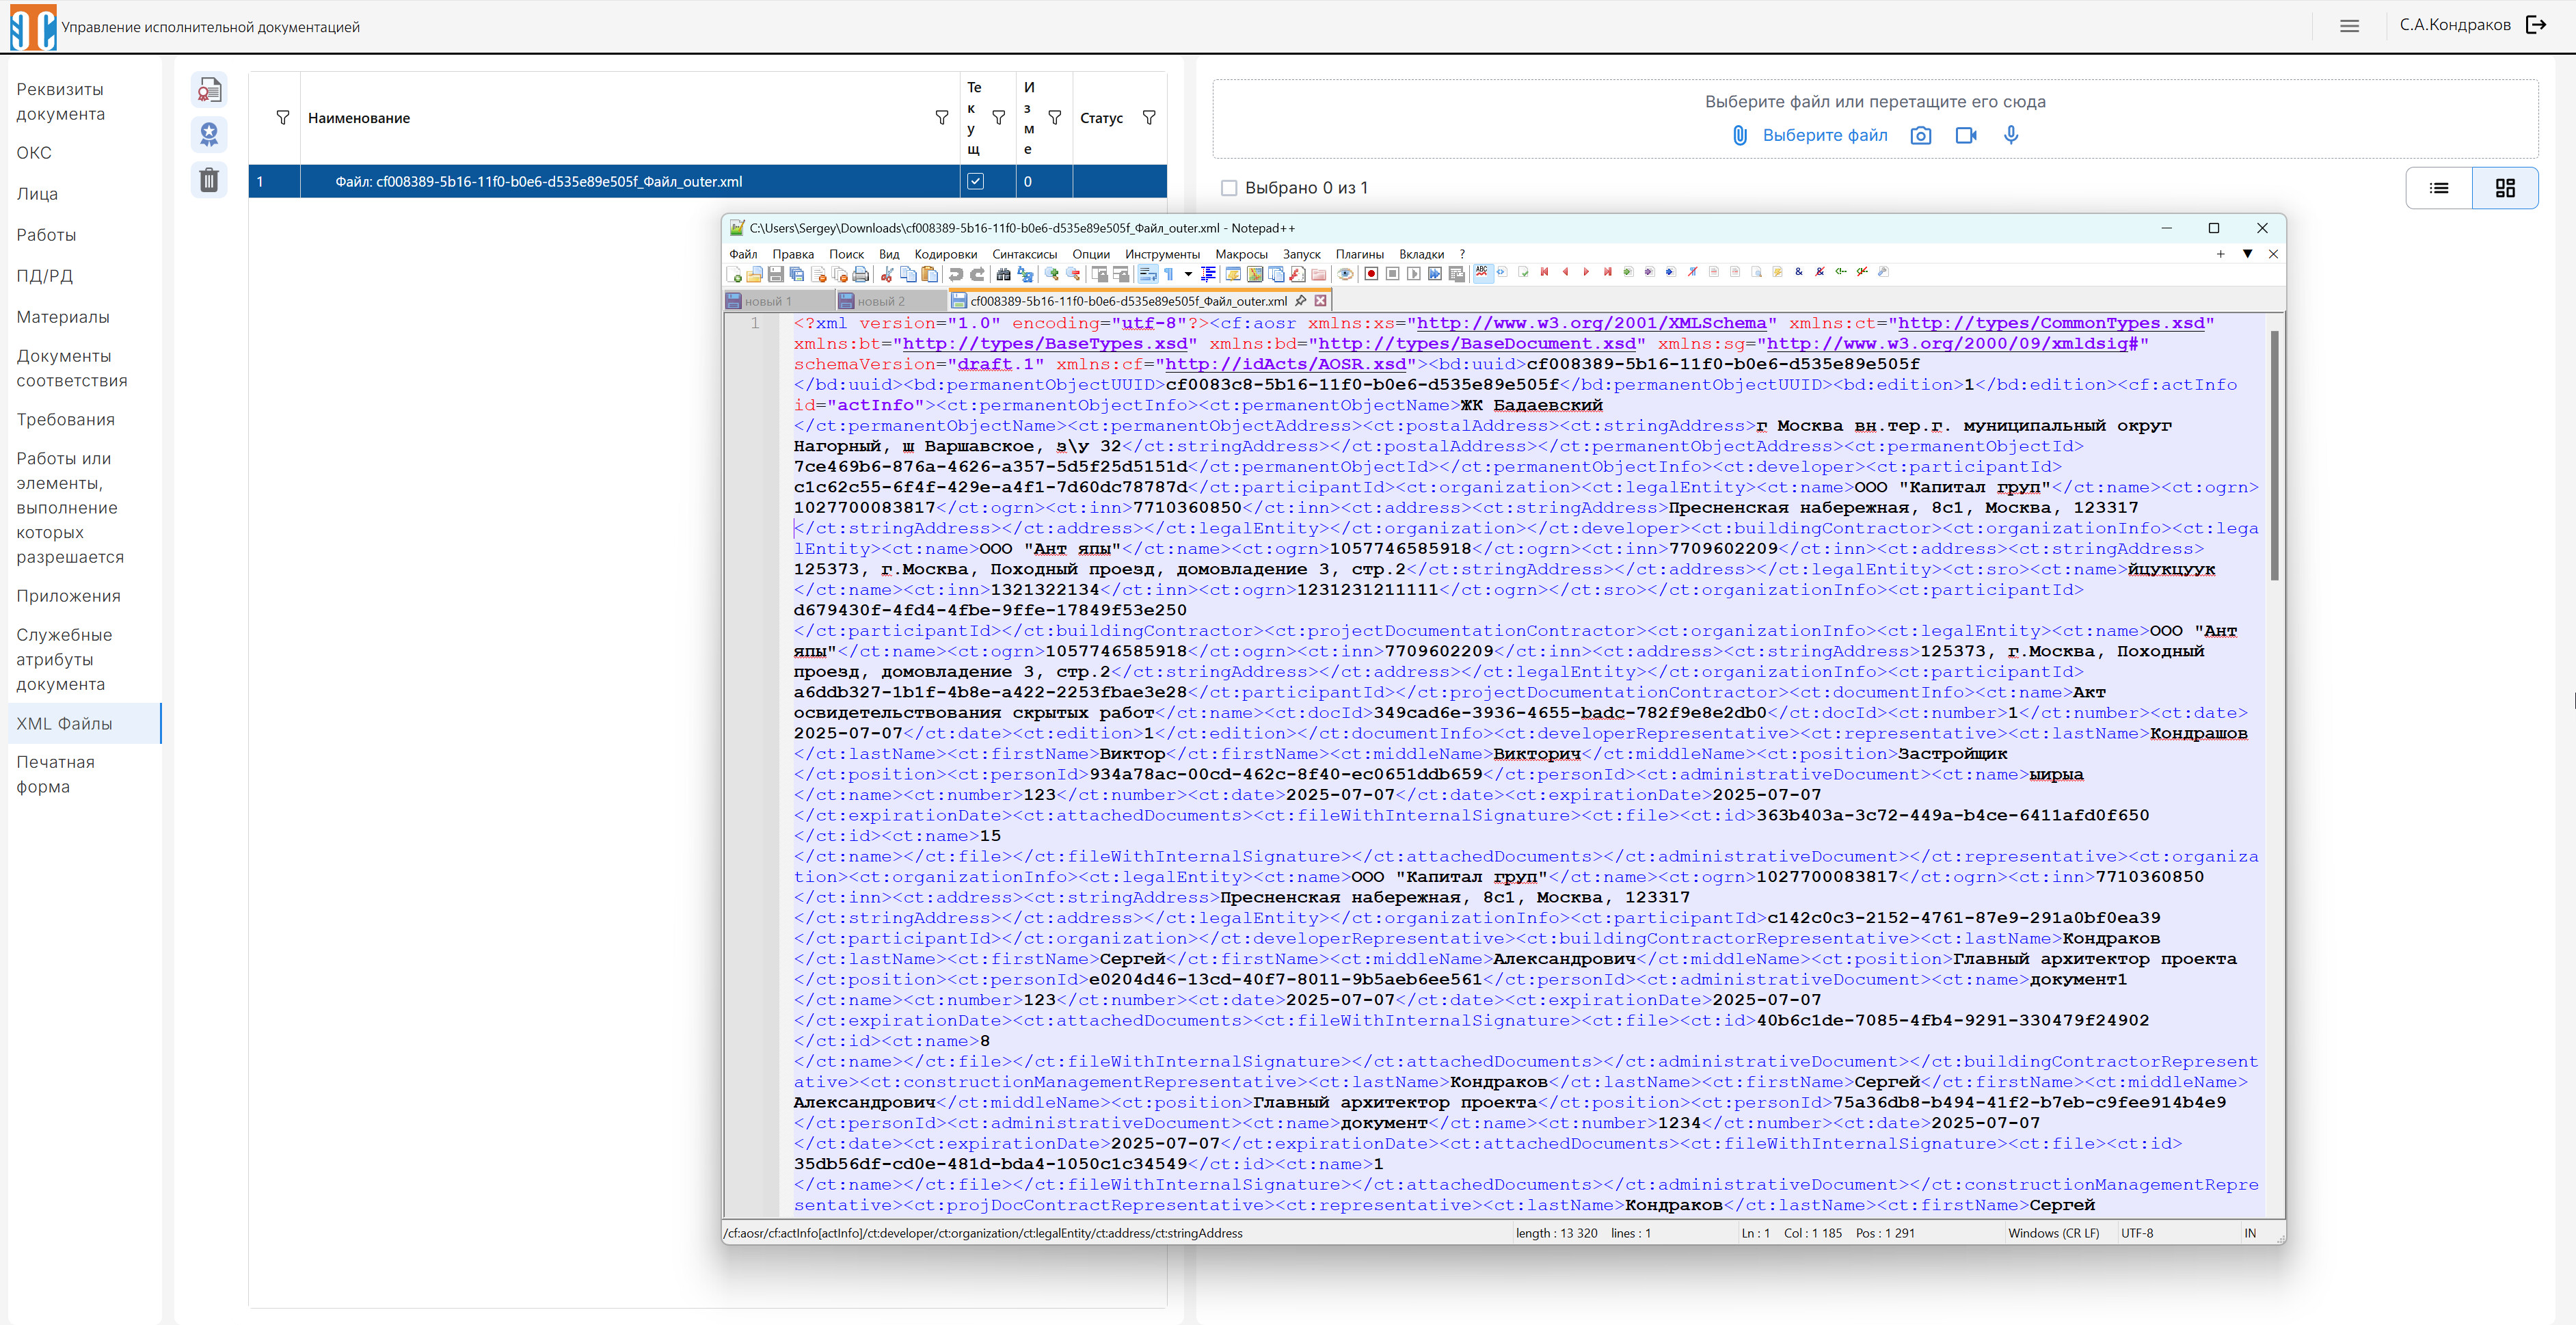 Управление исполнительной документацией
С.А.Кондраков
Реквизиты
документа
ОКС
Лица
Работы
ПД/РД
Материалы
Документы
соответствия
Требования
Работы или
элементы,
выполнение
которых
разрешается
Приложения
Служебные
атрибуты
документа
XML Файлы
Печатная
форма
Наименование
Те
к
у
щ
И
з
м
е
Статус
1
Файл: cf008389-5b16-11f0-b0e6-d535e89e505f_Файл_outer.xml
0
Выберите файл или перетащите его сюда
Выберите файл
Выбрано 0 из 1
C:\Users\Sergey\Downloads\cf008389-5b16-11f0-b0e6-d535e89e505f_Файл_outer.xml - Notepad++
Файл Правка Поиск Вид Кодировки Синтаксисы Опции Инструменты Макросы Запуск Плагины Вкладки ?
новый 1
новый 2
cf008389-5b16-11f0-b0e6-d535e89e505f_Файл_outer.xml
1
<?xml version="1.0" encoding="utf-8"?><cf:aosr xmlns:xs="http://www.w3.org/2001/XMLSchema" xmlns:ct="http://types/CommonTypes.xsd"
xmlns:bt="http://types/BaseTypes.xsd" xmlns:bd="http://types/BaseDocument.xsd" xmlns:sg="http://www.w3.org/2000/09/xmldsig#"
schemaVersion="draft.1" xmlns:cf="http://idActs/AOSR.xsd"><bd:uuid>cf008389-5b16-11f0-b0e6-d535e89e505f
</bd:uuid><bd:permanentObjectUUID>cf0083c8-5b16-11f0-b0e6-d535e89e505f</bd:permanentObjectUUID><bd:edition>1</bd:edition><cf:actInfo
id="actInfo"><ct:permanentObjectInfo><ct:permanentObjectName>ЖК Бадаевский
</ct:permanentObjectName><ct:permanentObjectAddress><ct:postalAddress><ct:stringAddress>г Москва вн.тер.г. муниципальный округ
Нагорный, ш Варшавское, з\у 32</ct:stringAddress></ct:postalAddress></ct:permanentObjectAddress><ct:permanentObjectId>
7ce469b6-876a-4626-a357-5d5f25d5151d</ct:permanentObjectId></ct:permanentObjectInfo><ct:developer><ct:participantId>
c1c62c55-6f4f-429e-a4f1-7d60dc78787d</ct:participantId><ct:organization><ct:legalEntity><ct:name>ООО "Капитал груп"</ct:name><ct:ogrn>
1027700083817</ct:ogrn><ct:inn>7710360850</ct:inn><ct:address><ct:stringAddress>Пресненская набережная, 8с1, Москва, 123317
</ct:stringAddress></ct:address></ct:legalEntity></ct:organization></ct:developer><ct:buildingContractor><ct:organizationInfo><ct:lega
lEntity><ct:name>ООО "Ант япы"</ct:name><ct:ogrn>1057746585918</ct:ogrn><ct:inn>7709602209</ct:inn><ct:address><ct:stringAddress>
125373, г.Москва, Походный проезд, домовладение 3, стр.2</ct:stringAddress></ct:address></ct:legalEntity><ct:sro><ct:name>йцукцуук
</ct:name><ct:inn>1321322134</ct:inn><ct:ogrn>1231231211111</ct:ogrn></ct:sro></ct:organizationInfo><ct:participantId>
d679430f-4fd4-4fbe-9ffe-17849f53e250
</ct:participantId></ct:buildingContractor><ct:projectDocumentationContractor><ct:organizationInfo><ct:legalEntity><ct:name>ООО "Ант
япы"</ct:name><ct:ogrn>1057746585918</ct:ogrn><ct:inn>7709602209</ct:inn><ct:address><ct:stringAddress>125373, г.Москва, Походный
проезд, домовладение 3, стр.2</ct:stringAddress></ct:address></ct:legalEntity></ct:organizationInfo><ct:participantId>
a6ddb327-1b1f-4b8e-a422-2253fbae3e28</ct:participantId></ct:projectDocumentationContractor><ct:documentInfo><ct:name>Акт
освидетельствования скрытых работ</ct:name><ct:docId>349cad6e-3936-4655-badc-782f9e8e2db0</ct:docId><ct:number>1</ct:number><ct:date>
2025-07-07</ct:date><ct:edition>1</ct:edition></ct:documentInfo><ct:developerRepresentative><ct:representative><ct:lastName>Кондрашов
</ct:lastName><ct:firstName>Виктор</ct:firstName><ct:middleName>Викторич</ct:middleName><ct:position>Застройщик
</ct:position><ct:personId>934a78ac-00cd-462c-8f40-ec0651ddb659</ct:personId><ct:administrativeDocument><ct:name>ыирыа
</ct:name><ct:number>123</ct:number><ct:date>2025-07-07</ct:date><ct:expirationDate>2025-07-07
</ct:expirationDate><ct:attachedDocuments><ct:fileWithInternalSignature><ct:file><ct:id>363b403a-3c72-449a-b4ce-6411afd0f650
</ct:id><ct:name>15
</ct:name></ct:file></ct:fileWithInternalSignature></ct:attachedDocuments></ct:administrativeDocument></ct:representative><ct:organiza
tion><ct:organizationInfo><ct:legalEntity><ct:name>ООО "Капитал груп"</ct:name><ct:ogrn>1027700083817</ct:ogrn><ct:inn>7710360850
</ct:inn><ct:address><ct:stringAddress>Пресненская набережная, 8с1, Москва, 123317
</ct:stringAddress></ct:address></ct:legalEntity></ct:organizationInfo><ct:participantId>c142c0c3-2152-4761-87e9-291a0bf0ea39
</ct:participantId></ct:organization></ct:developerRepresentative><ct:buildingContractorRepresentative><ct:lastName>Кондраков
</ct:lastName><ct:firstName>Сергей</ct:firstName><ct:middleName>Александрович</ct:middleName><ct:position>Главный архитектор проекта
</ct:position><ct:personId>e0204d46-13cd-40f7-8011-9b5aeb6ee561</ct:personId><ct:administrativeDocument><ct:name>документ1
</ct:name><ct:number>123</ct:number><ct:date>2025-07-07</ct:date><ct:expirationDate>2025-07-07
</ct:expirationDate><ct:attachedDocuments><ct:fileWithInternalSignature><ct:file><ct:id>40b6c1de-7085-4fb4-9291-330479f24902
</ct:id><ct:name>8
</ct:name></ct:file></ct:fileWithInternalSignature></ct:attachedDocuments></ct:administrativeDocument></ct:buildingContractorRepresent
ative><ct:constructionManagementRepresentative><ct:lastName>Кондраков</ct:lastName><ct:firstName>Сергей</ct:firstName><ct:middleName>
Александрович</ct:middleName><ct:position>Главный архитектор проекта</ct:position><ct:personId>75a36db8-b494-41f2-b7eb-c9fee914b4e9
</ct:personId><ct:administrativeDocument><ct:name>документ</ct:name><ct:number>1234</ct:number><ct:date>2025-07-07
</ct:date><ct:expirationDate>2025-07-07</ct:expirationDate><ct:attachedDocuments><ct:fileWithInternalSignature><ct:file><ct:id>
35db56df-cd0e-481d-bda4-1050c1c34549</ct:id><ct:name>1
</ct:name></ct:file></ct:fileWithInternalSignature></ct:attachedDocuments></ct:administrativeDocument></ct:constructionManagementRepre
sentative><ct:projDocContractRepresentative><ct:representative><ct:lastName>Кондраков</ct:lastName><ct:firstName>Сергей
/cf:aosr/cf:actInfo[actInfo]/ct:developer/ct:organization/ct:legalEntity/ct:address/ct:stringAddress
length : 13 320 lines : 1
Ln : 1 Col : 1 185 Pos : 1 291
Windows (CR LF)
UTF-8
IN